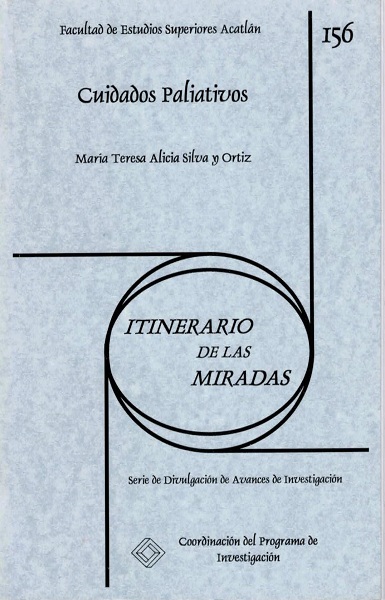 Facultad de Estudios Superiores Acatlán
156
Cuidados Paliativos
María Teresa Alicia Silva y Ortiz
ITINERARIO
DE LAS
MIRADAS
Serie de Divulgación de Avances de Investigación
Coordinación del Programa de
Investigación